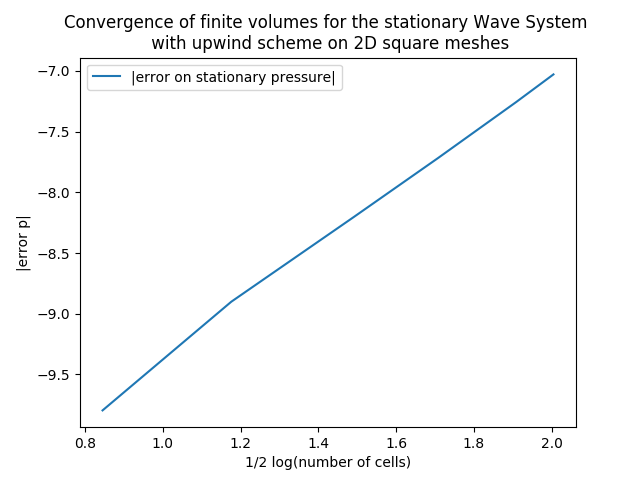 Convergence of finite volumes for the stationary Wave System
with upwind scheme on 2D square meshes
|error on stationary pressure|
|error p|
−7.0
−7.5
−8.0
−8.5
−9.0
−9.5
0.8 1.0 1.2 1.4 1.6 1.8 2.0
1/2 log(number of cells)